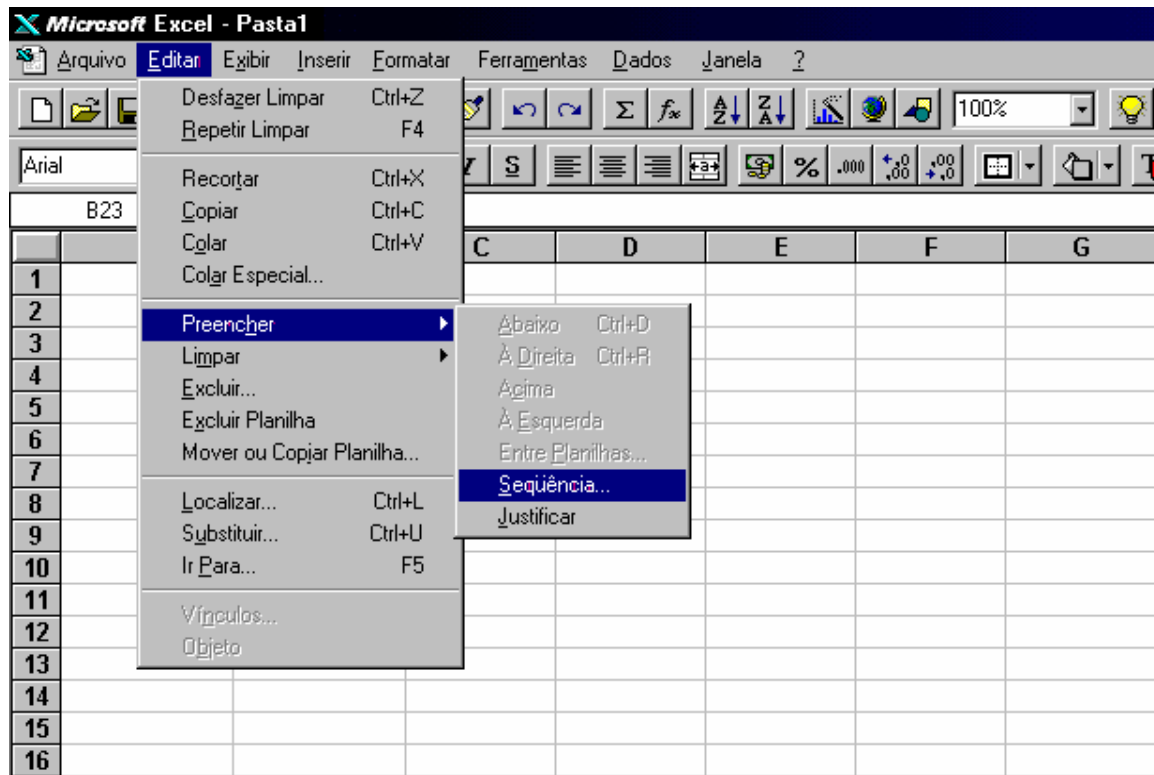 Microsoft Excel - Pasta1
Arquivo Editar Exibir Inserir Formatar Ferramentas Dados Janela ?
Desfazer Limpar Ctrl+Z
Repetir Limpar F4
Recortar Ctrl+X
Copiar Ctrl+C
Colar Ctrl+V
Colar Especial...
Preencher
Limpar
Excluir...
Excluir Planilha
Mover ou Copiar Planilha...
Localizar... Ctrl+L
Substituir... Ctrl+U
Ir Para... F5
Vínculos...
Objeto
Abaixo Ctrl+D
À Direita Ctrl+R
Acima
À Esquerda
Entre Planilhas...
Seqüência...
Justificar
100%
Arial
S % .000
B23
C D E F G
1
2
3
4
5
6
7
8
9
10
11
12
13
14
15
16